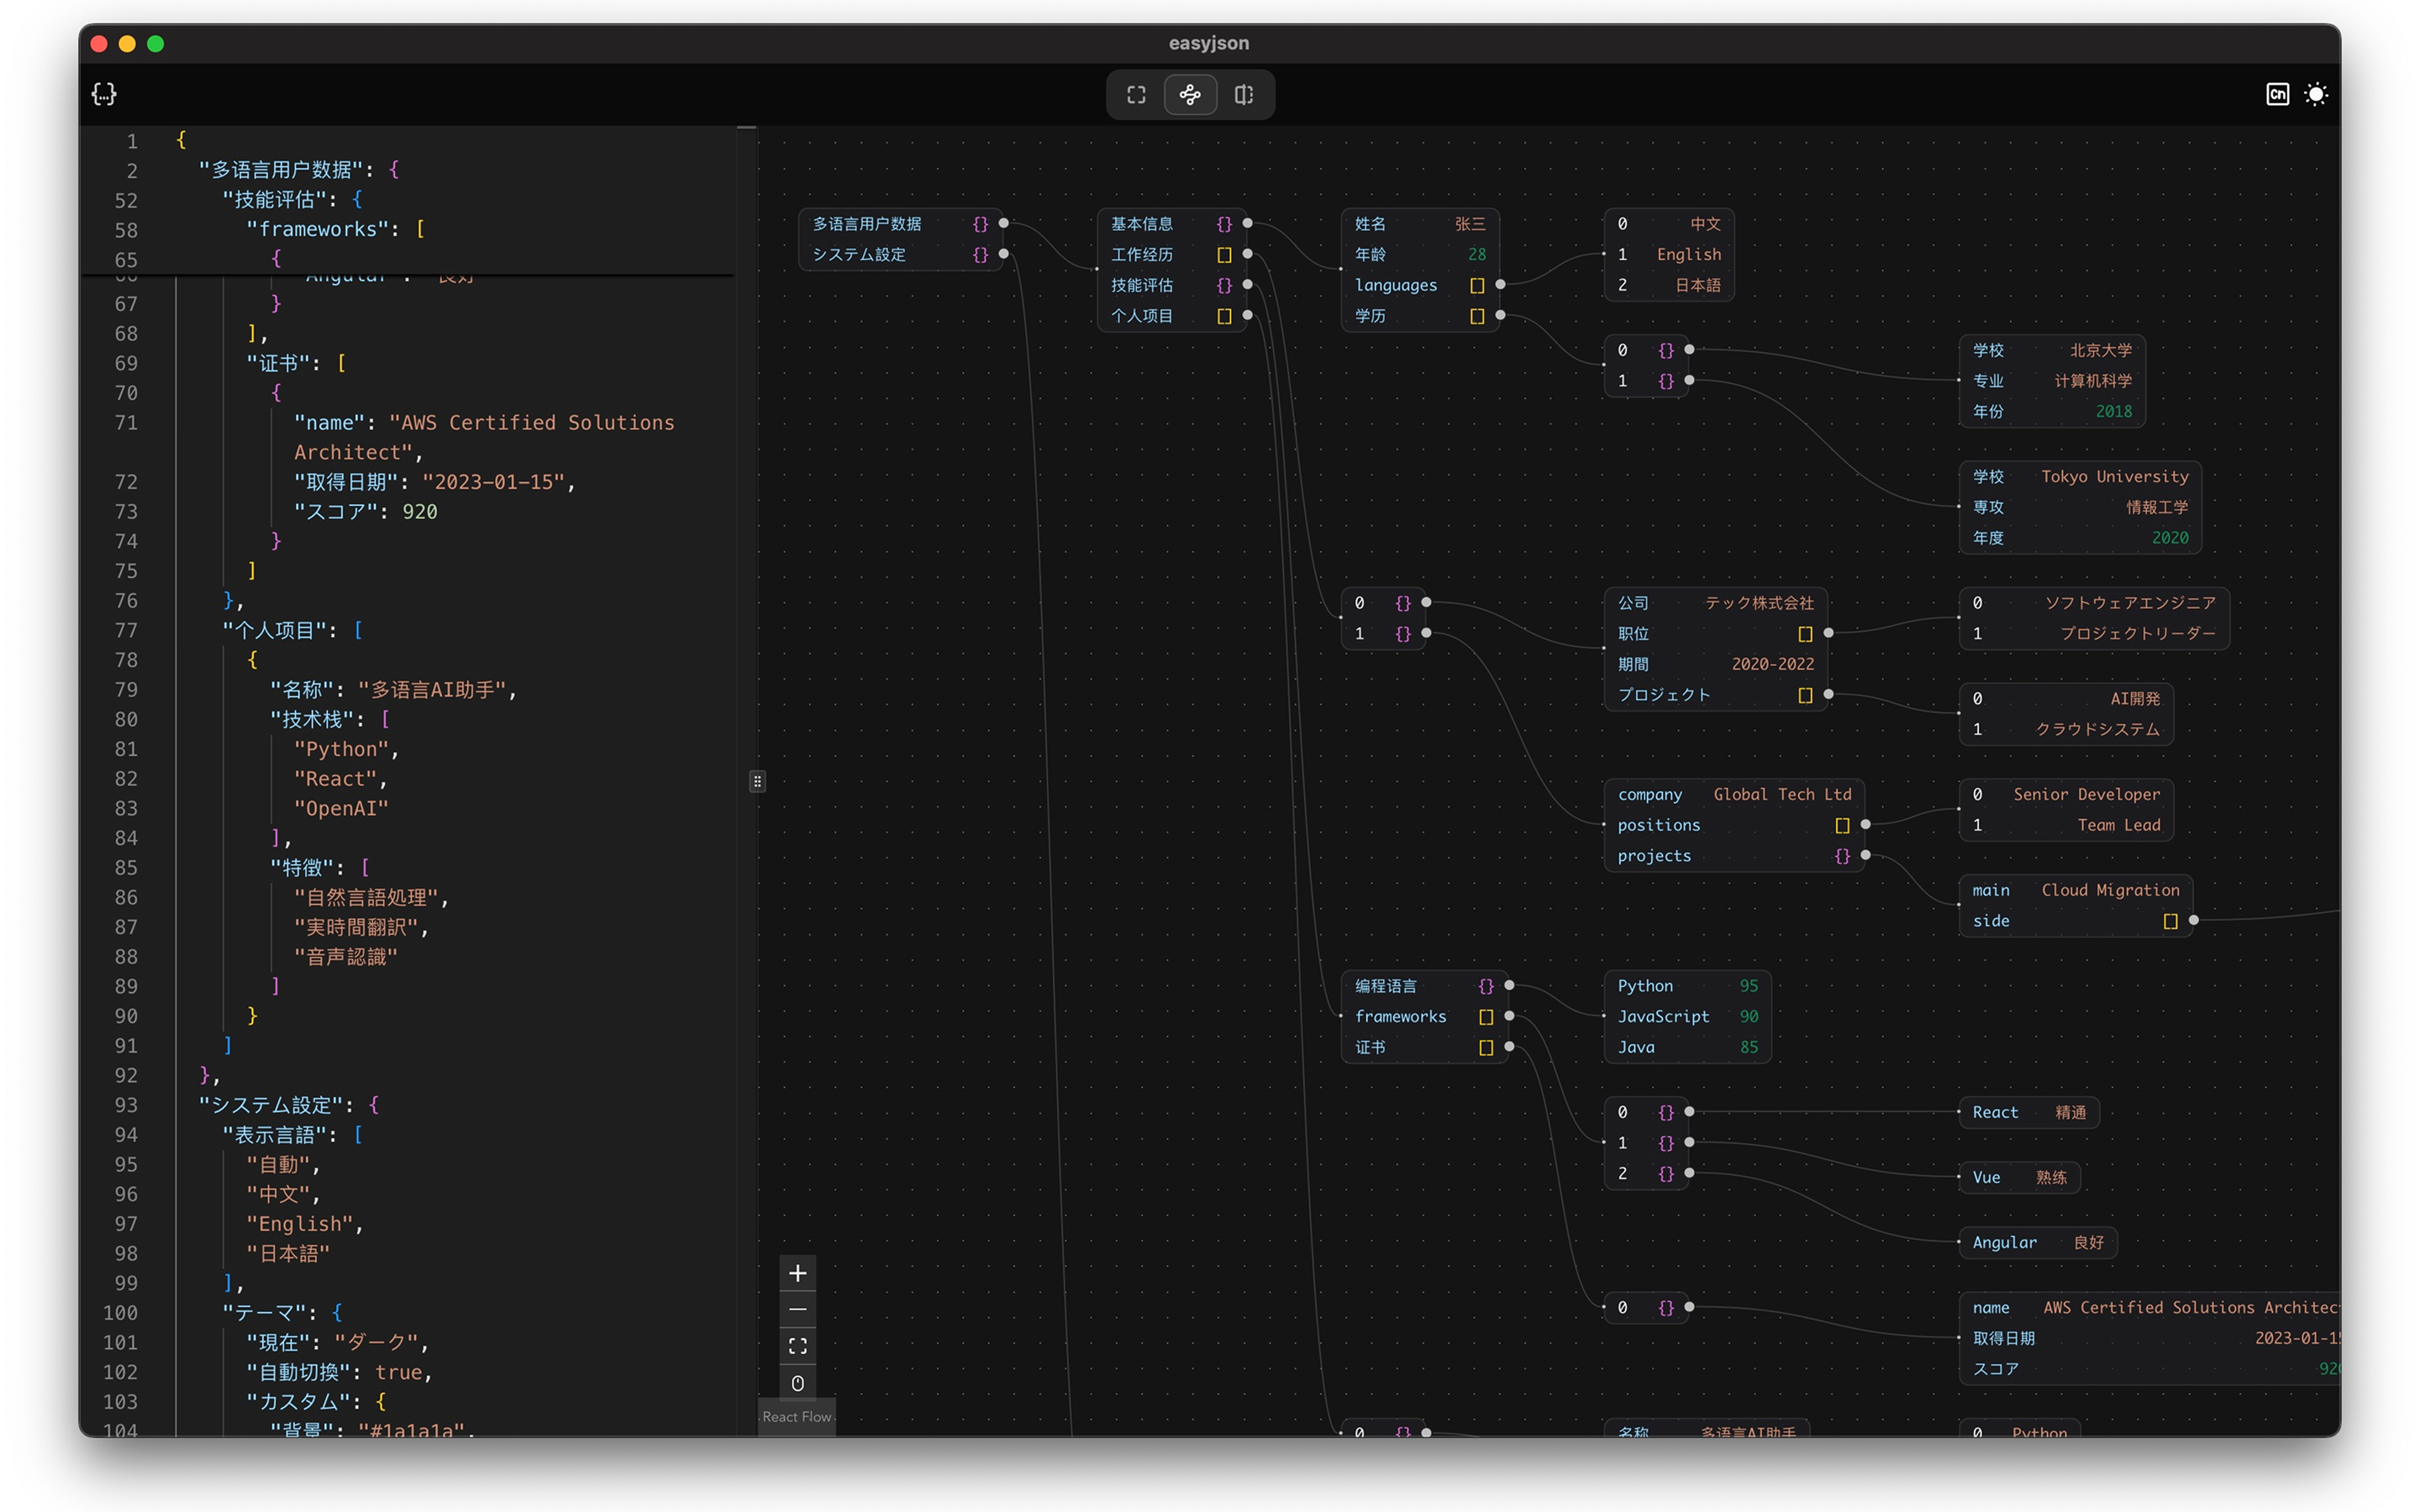 easyjson
Cn
1 {
2 "多语言用户数据": {
52 "技能评估": {
58 "frameworks": [
65 {
66 "Angular": "良好"
67 }
68 ],
69 "证书": [
70 {
71 "name": "AWS Certified Solutions
Architect",
72 "取得日期": "2023-01-15",
73 "スコア": 920
74 }
75 ]
76 },
77 "个人项目": [
78 {
79 "名称": "多语言AI助手",
80 "技术栈": [
81 "Python",
82 "React",
83 "OpenAI"
84 ],
85 "特徴": [
86 "自然言語処理",
87 "実時間翻訳",
88 "音声認識"
89 ]
90 }
91 ]
92 },
93 "システム設定": {
94 "表示言語": [
95 "自動",
96 "中文",
97 "English",
98 "日本語"
99 ],
100 "テーマ": {
101 "現在": "ダーク",
102 "自動切換": true,
103 "カスタム": {
104 "背景": "#1a1a1a",
多语言用户数据 {}
システム設定 {}
基本信息 {}
工作经历 []
技能评估 {}
个人项目 []
姓名 张三
年龄 28
languages []
学历 []
0 中文
1 English
2 日本語
0 {}
1 {}
学校 北京大学
专业 计算机科学
年份 2018
学校 Tokyo University
専攻 情報工学
年度 2020
0 {}
1 {}
公司 テック株式会社
职位 []
期間 2020-2022
プロジェクト []
0 ソフトウェアエンジニア
1 プロジェクトリーダー
0 AI開発
1 クラウドシステム
company Global Tech Ltd
positions []
projects {}
0 Senior Developer
1 Team Lead
main Cloud Migration
side []
编程语言 {}
frameworks []
证书 []
Python 95
JavaScript 90
Java 85
0 {}
1 {}
2 {}
React 精通
Vue 熟练
Angular 良好
0 {}
name AWS Certified Solutions Architec
取得日期 2023-01-15
スコア 920
0 {}
名称 多语言AI助手
0 Python
React Flow